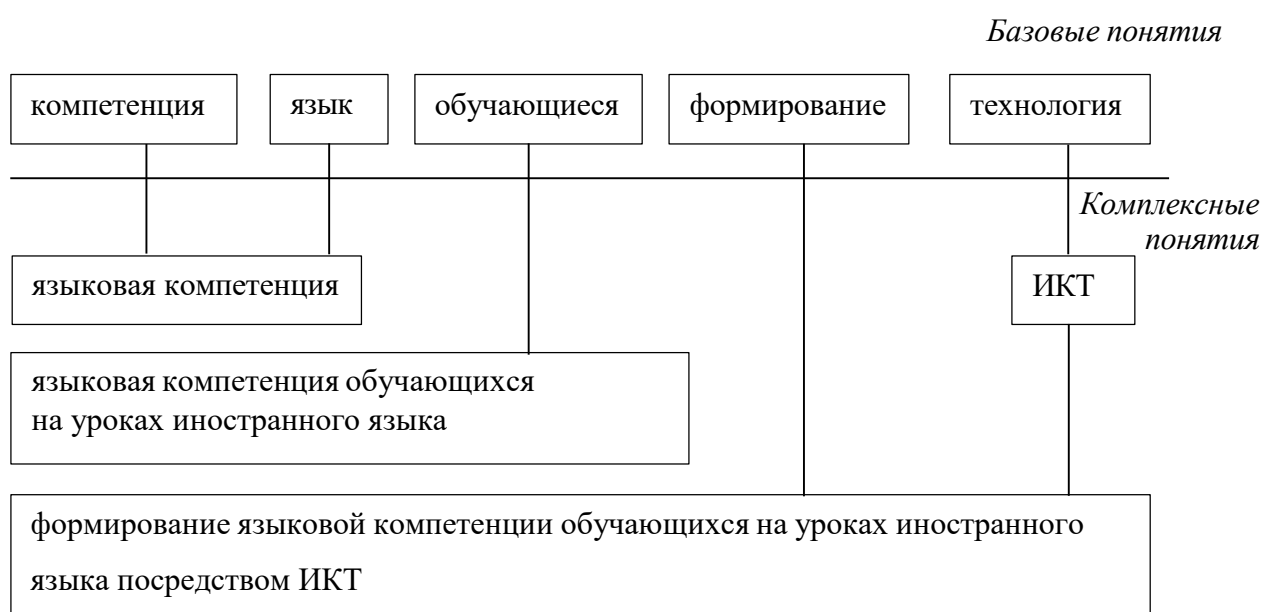 Базовые понятия
компетенция
язык
обучающиеся
формирование
технология
Комплексные
понятия
языковая компетенция
ИКТ
языковая компетенция обучающихся
на уроках иностранного языка
формирование языковой компетенции обучающихся на уроках иностранного
языка посредством ИКТ